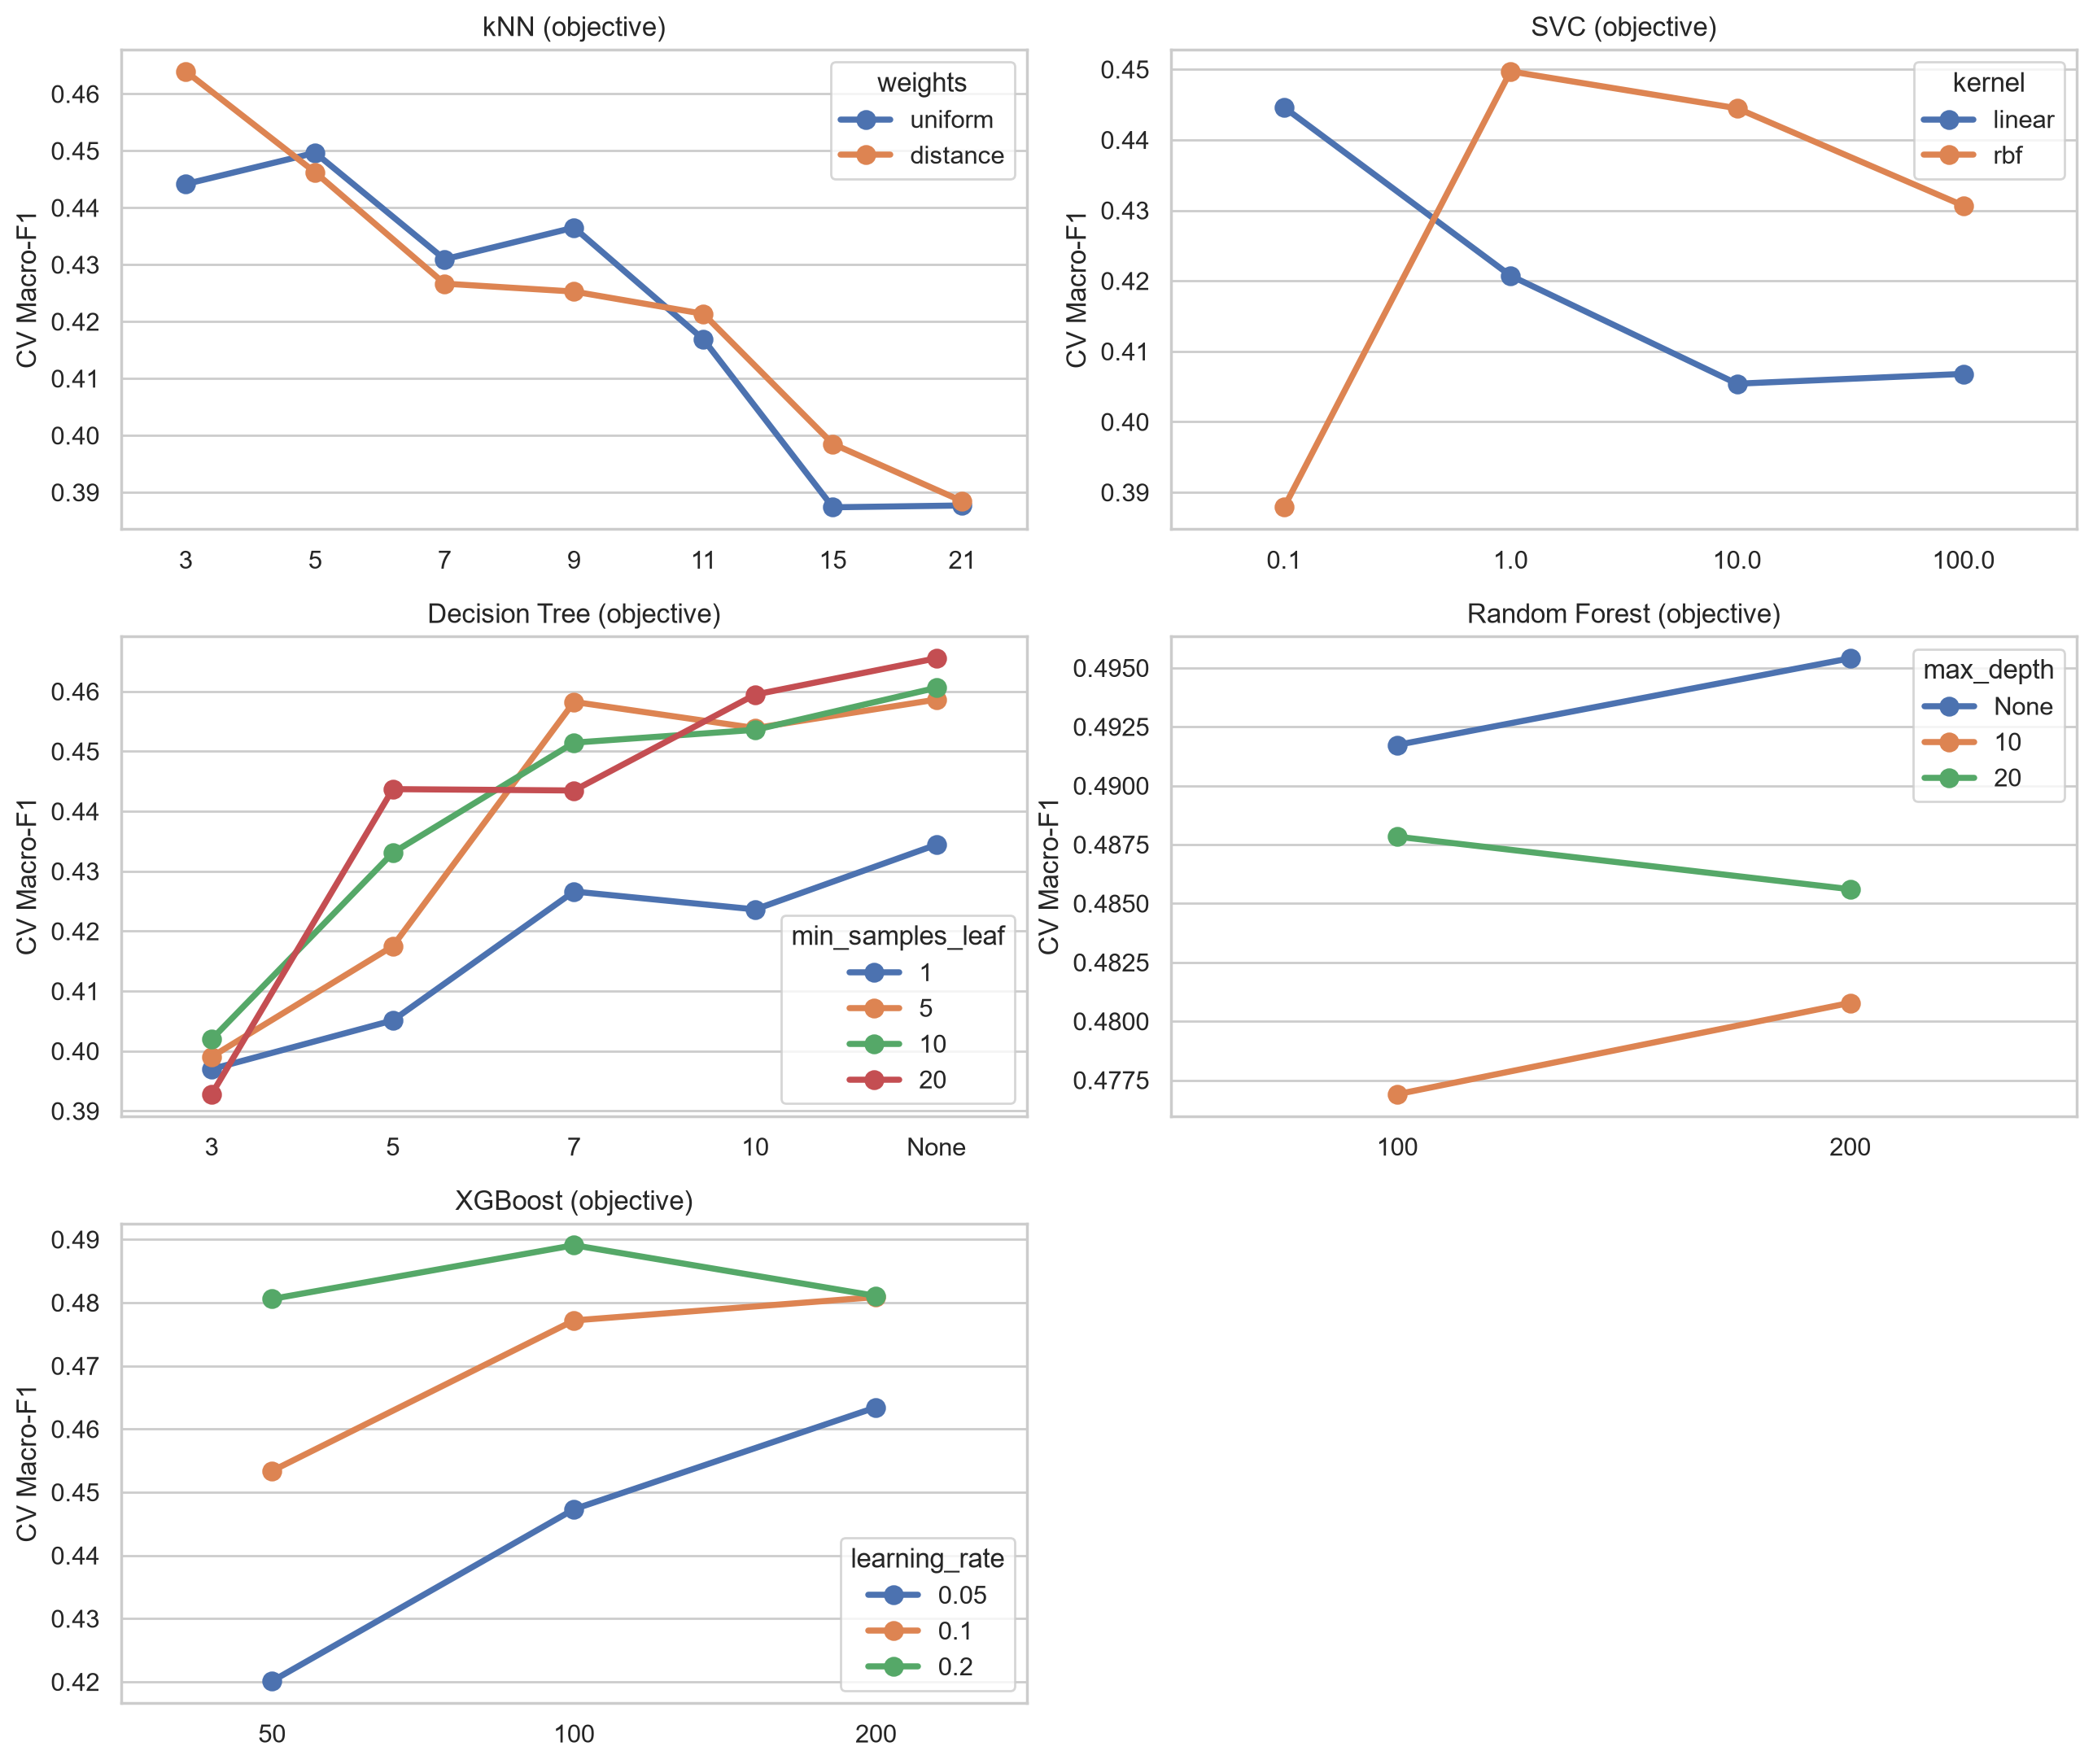 kNN (objective)
CV Macro-F1
0.46
0.45
0.44
0.43
0.42
0.41
0.40
0.39
weights
uniform
distance
3 5 7 9 11 15 21
SVC (objective)
CV Macro-F1
0.45
0.44
0.43
0.42
0.41
0.40
0.39
kernel
linear
rbf
0.1 1.0 10.0 100.0
Decision Tree (objective)
CV Macro-F1
0.46
0.45
0.44
0.43
0.42
0.41
0.40
0.39
min_samples_leaf
1
5
10
20
3 5 7 10 None
Random Forest (objective)
CV Macro-F1
0.4950
0.4925
0.4900
0.4875
0.4850
0.4825
0.4800
0.4775
max_depth
None
10
20
100 200
XGBoost (objective)
CV Macro-F1
0.49
0.48
0.47
0.46
0.45
0.44
0.43
0.42
learning_rate
0.05
0.1
0.2
50 100 200